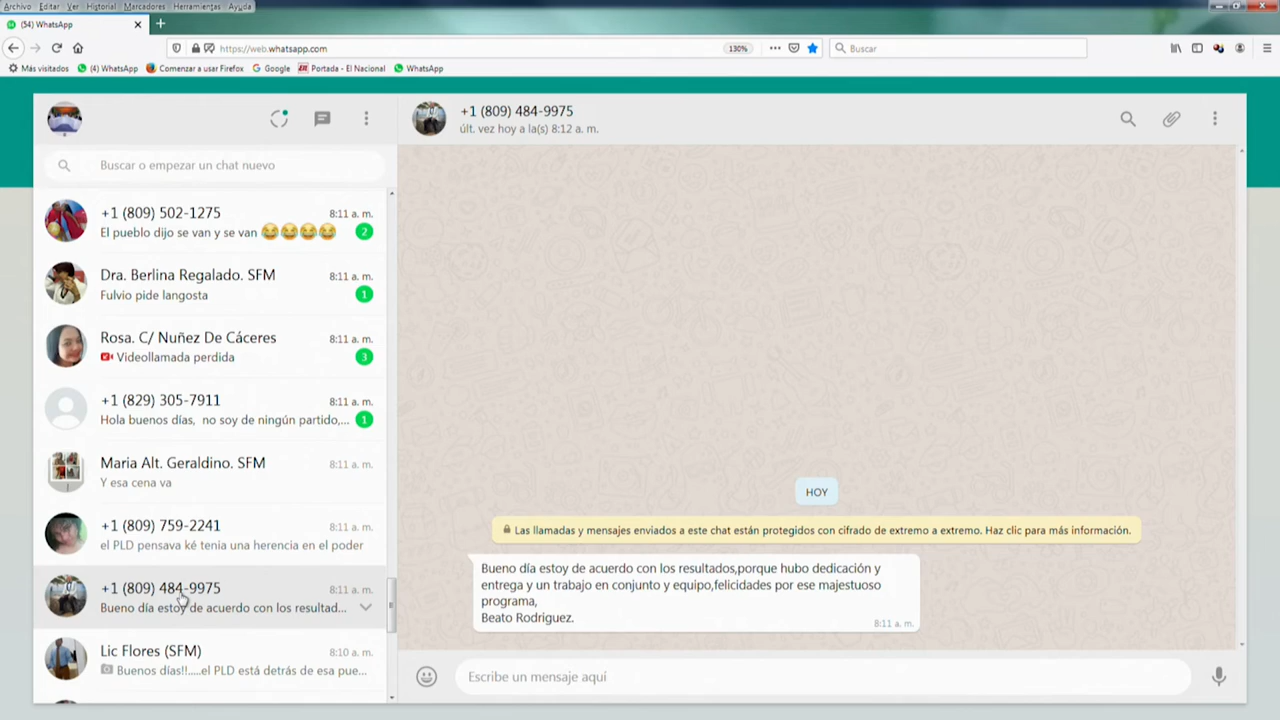 Archivo Editar Ver Historial Marcadores Herramientas Ayuda
(54) WhatsApp
https://web.whatsapp.com
130%
Buscar
Más visitados (4) WhatsApp Comenzar a usar Firefox Google Portada - El Nacional WhatsApp
Buscar o empezar un chat nuevo
+1 (809) 502-1275 8:11 a. m.
El pueblo dijo se van y se van 😂😂😂😂 2
Dra. Berlina Regalado. SFM 8:11 a. m.
Fulvio pide langosta 1
Rosa. C/ Nuñez De Cáceres 8:11 a. m.
Videollamada perdida 3
+1 (829) 305-7911 8:11 a. m.
Hola buenos días, no soy de ningún partido,... 1
Maria Alt. Geraldino. SFM 8:11 a. m.
Y esa cena va
+1 (809) 759-2241 8:11 a. m.
el PLD pensava ké tenia una herencia en el poder
+1 (809) 484-9975 8:11 a. m.
Bueno día estoy de acuerdo con los resultad...
Lic Flores (SFM) 8:10 a. m.
Buenos días!!.....el PLD está detrás de esa pue...
+1 (809) 484-9975
últ. vez hoy a la(s) 8:12 a. m.
HOY
Las llamadas y mensajes enviados a este chat están protegidos con cifrado de extremo a extremo. Haz clic para más información.
Bueno día estoy de acuerdo con los resultados,porque hubo dedicación y
entrega y un trabajo en conjunto y equipo,felicidades por ese majestuoso
programa,
Beato Rodriguez.
8:11 a. m.
Escribe un mensaje aquí